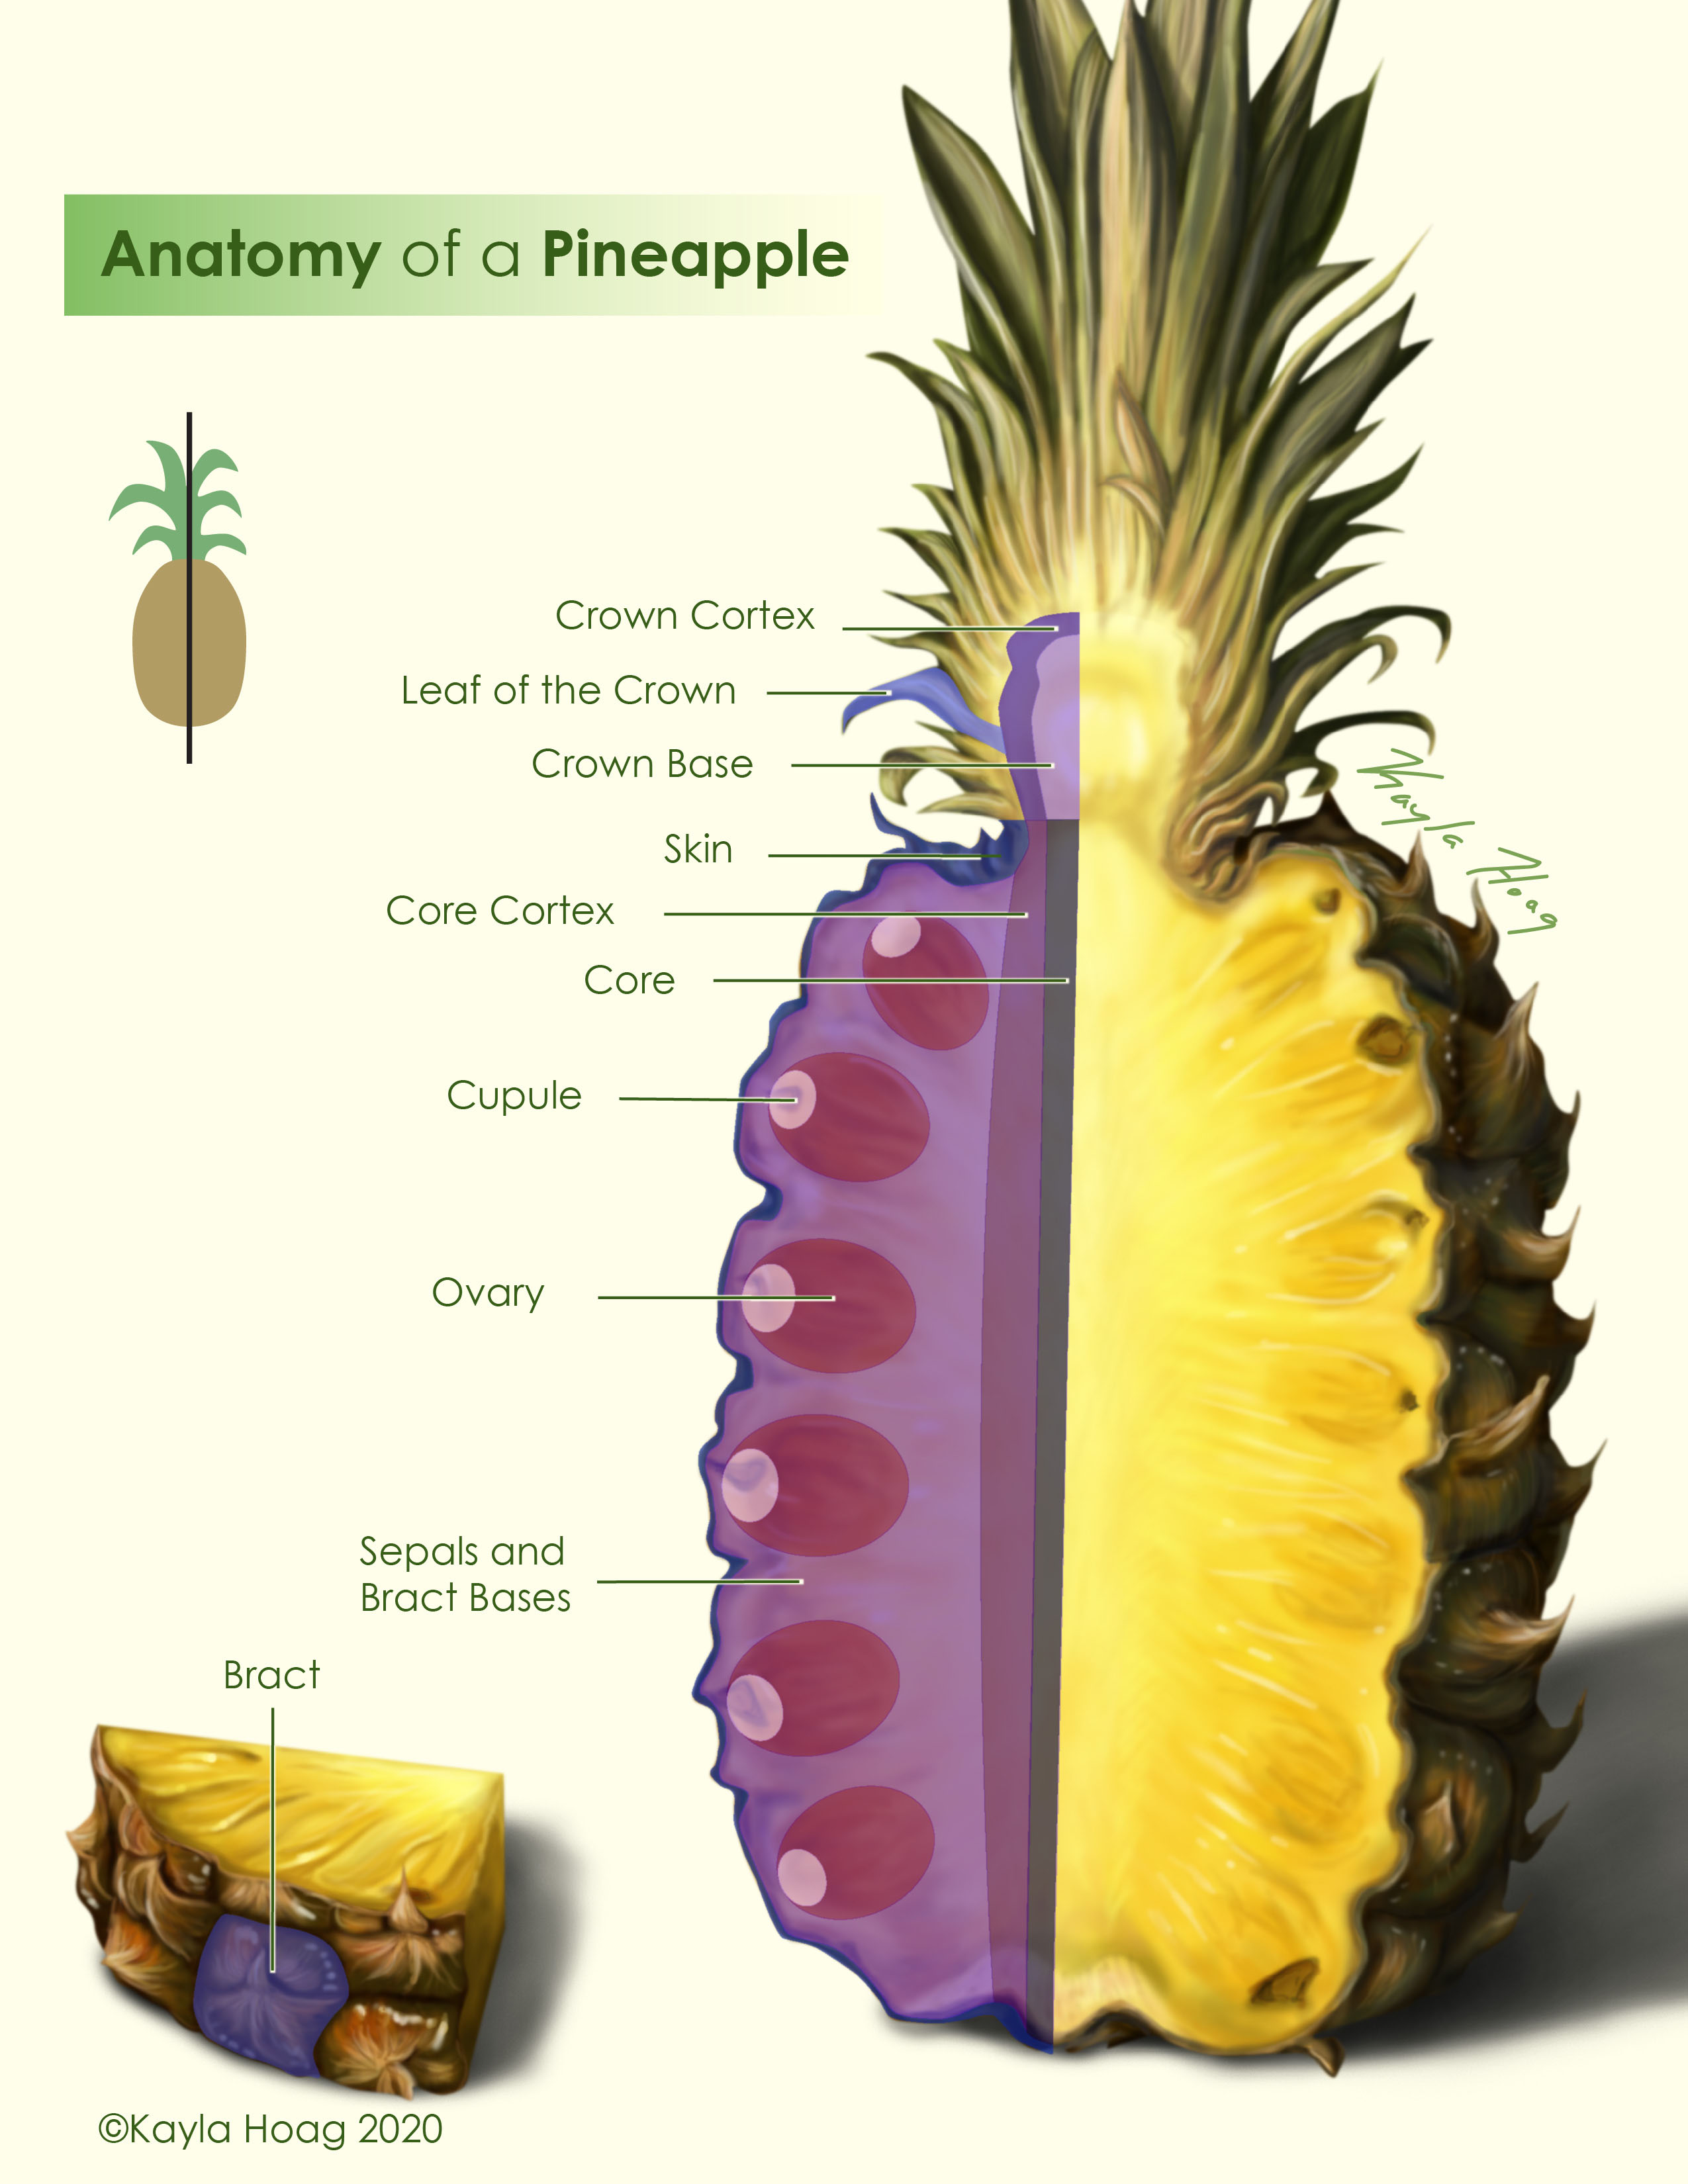 Anatomy of a Pineapple
Crown Cortex
Leaf of the Crown
Crown Base
Skin
Kayla Hoag
Core Cortex
Core
Cupule
Ovary
Sepals and
Bract Bases
Bract
©Kayla Hoag 2020